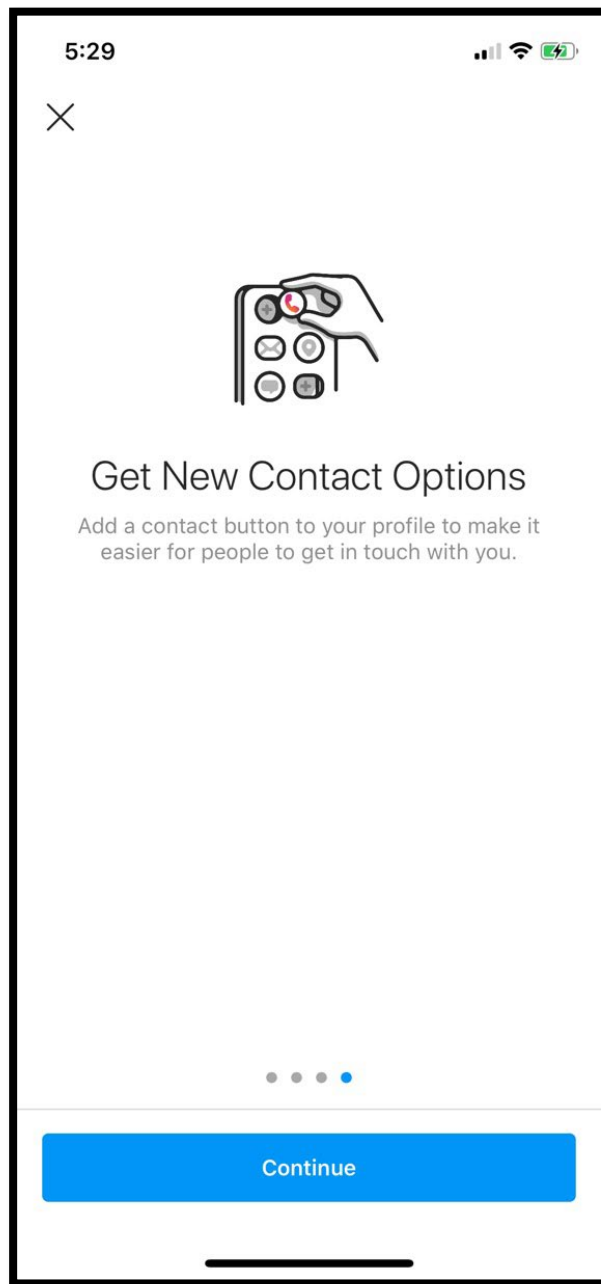 5:29
Get New Contact Options
Add a contact button to your profile to make it
easier for people to get in touch with you.
Continue